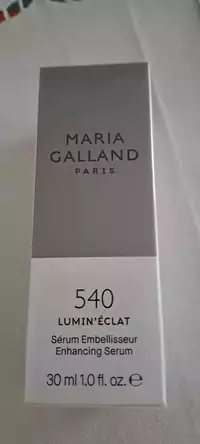 MARIA
GALLAND
PARIS
540
LUMIN'ÉCLAT
Sérum Embellisseur
Enhancing Serum
30 ml 1.0 fl. oz. ℮